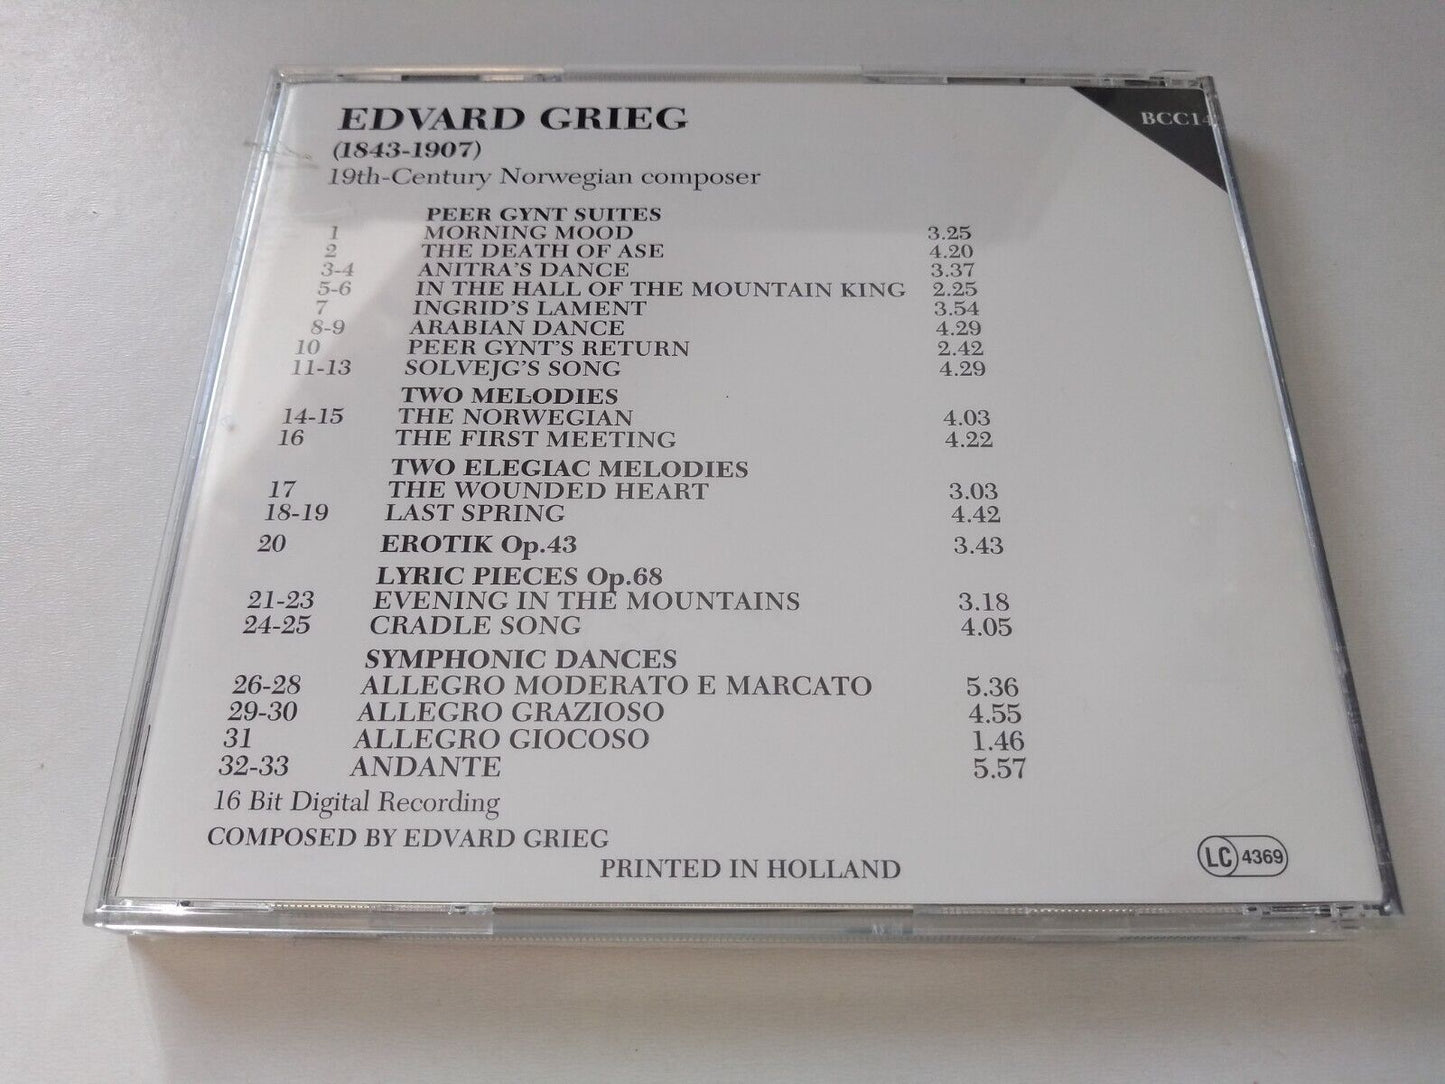 EDVARD GRIEG
BCC14
(1843-1907)
19th-Century Norwegian composer
PEER GYNT SUITES
1 MORNING MOOD 3.25
2 THE DEATH OF ASE 4.20
3-4 ANITRA'S DANCE 3.37
5-6 IN THE HALL OF THE MOUNTAIN KING 2.25
7 INGRID'S LAMENT 3.54
8-9 ARABIAN DANCE 4.29
10 PEER GYNT'S RETURN 2.42
11-13 SOLVEJG'S SONG 4.29
TWO MELODIES
14-15 THE NORWEGIAN 4.03
16 THE FIRST MEETING 4.22
TWO ELEGIAC MELODIES
17 THE WOUNDED HEART 3.03
18-19 LAST SPRING 4.42
20 EROTIK Op.43 3.43
LYRIC PIECES Op.68
21-23 EVENING IN THE MOUNTAINS 3.18
24-25 CRADLE SONG 4.05
SYMPHONIC DANCES
26-28 ALLEGRO MODERATO E MARCATO 5.36
29-30 ALLEGRO GRAZIOSO 4.55
31 ALLEGRO GIOCOSO 1.46
32-33 ANDANTE 5.57
16 Bit Digital Recording
COMPOSED BY EDVARD GRIEG
PRINTED IN HOLLAND
LC 4369